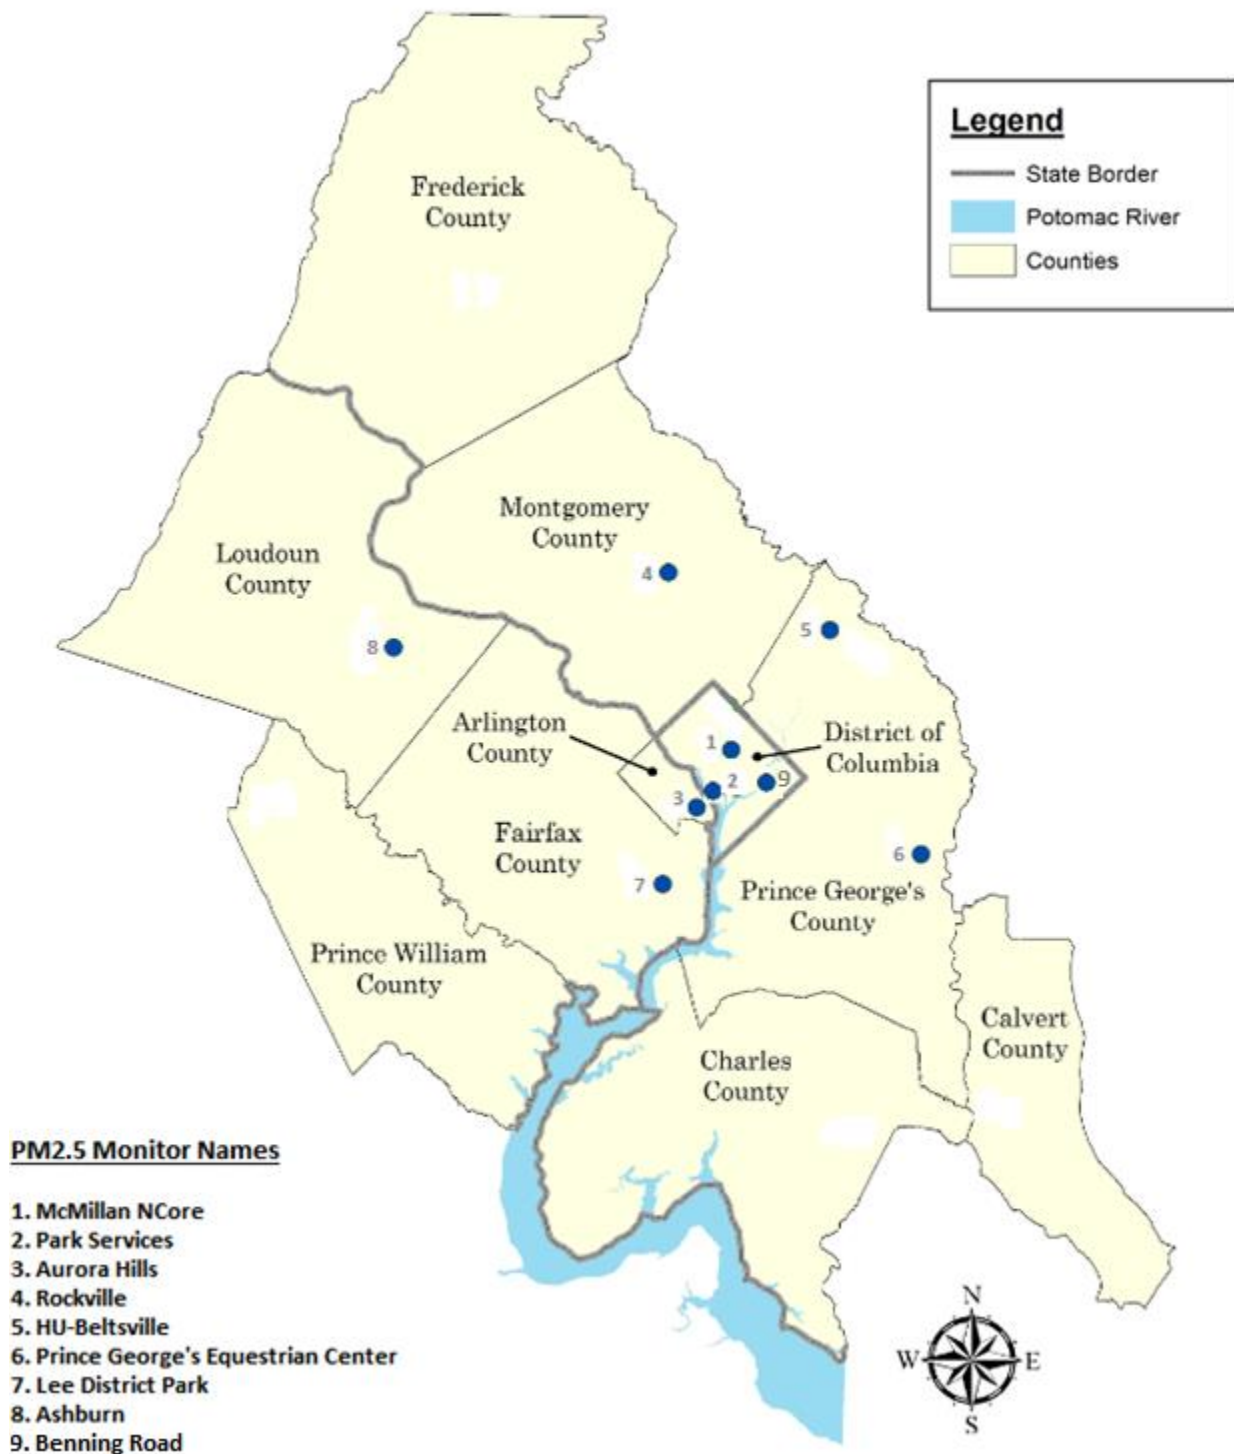 Legend
State Border
Potomac River
Counties
Frederick
County
Montgomery
County
Loudoun
County
4
5
8
Arlington
County
District of
Columbia
1
2
9
3
Fairfax
County
6
7
Prince George's
County
Prince William
County
Calvert
County
Charles
County
PM2.5 Monitor Names
1. McMillan NCore
2. Park Services
3. Aurora Hills
4. Rockville
5. HU-Beltsville
6. Prince George's Equestrian Center
7. Lee District Park
8. Ashburn
9. Benning Road
N
W
E
S